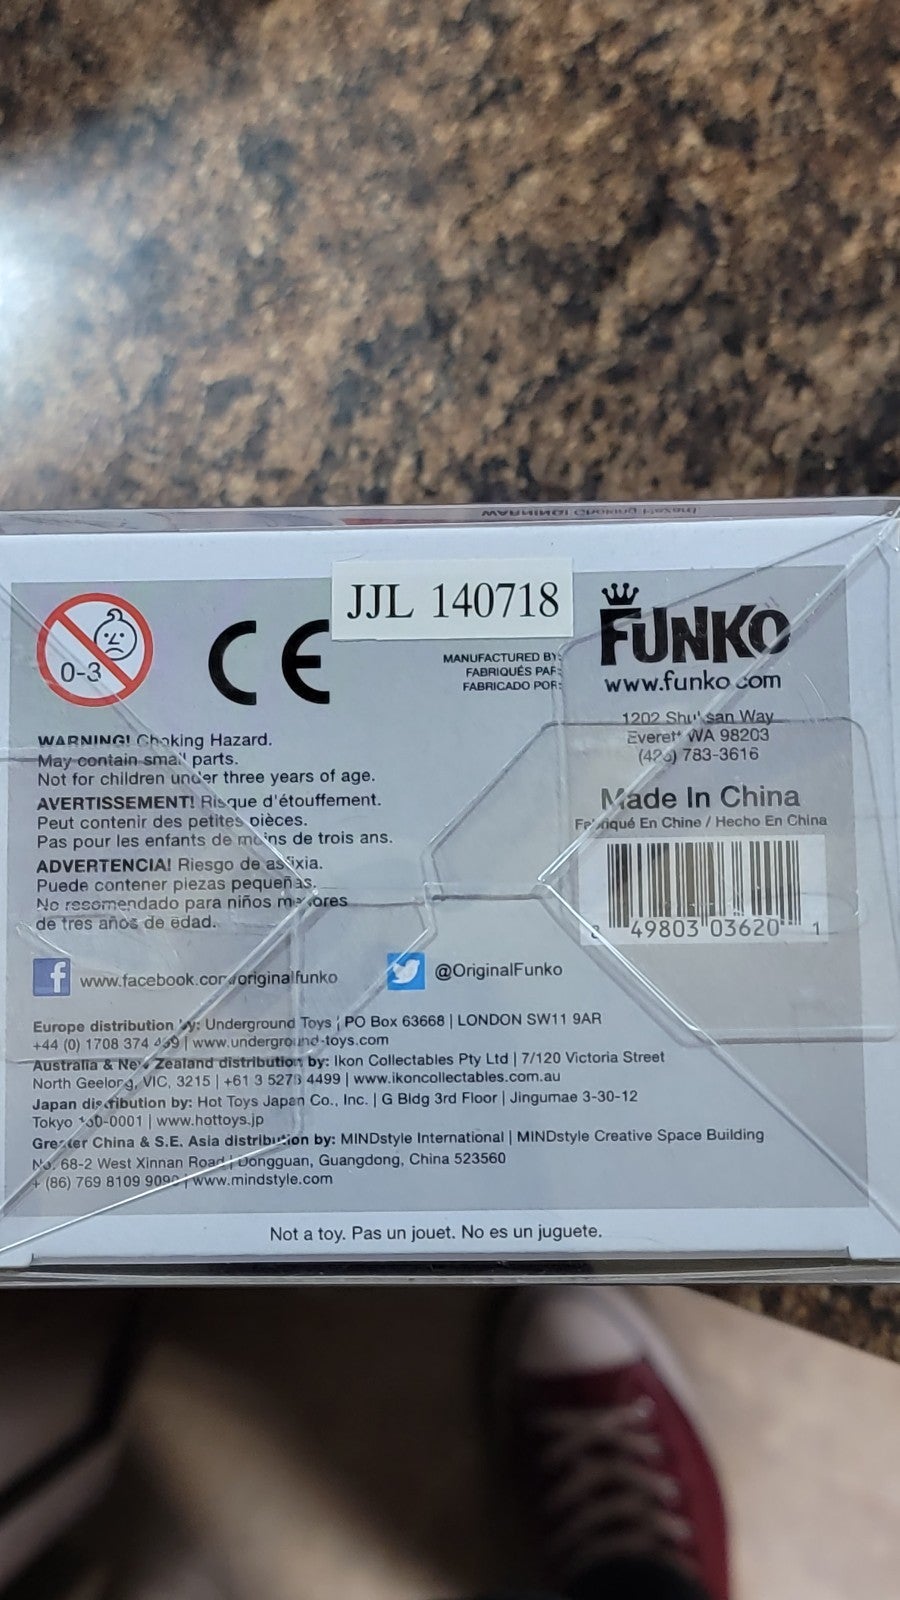 WARNING! Choking Hazard
JJL 140718
0-3
CE
MANUFACTURED BY:
FABRIQUÉS PAR:
FABRICADO POR:
FUNKO
www.funko.com
1202 Shuksan Way
Everett WA 98203
783-3616
Made In China
Fabriqué En Chine / Hecho En China
49803 03620 1
WARNING! Choking Hazard.
May contain small parts.
Not for children under three years of age.
AVERTISSEMENT! Risque d'étouffement.
Peut contenir des petites pièces.
Pas pour les enfants de moins de trois ans.
ADVERTENCIA! Riesgo de asfixia.
Puede contener piezas pequeñas.
No recomendado para niños menores
de tres años de edad.
f www.facebook.com/originalfunko
@OriginalFunko
Europe distribution by: Underground Toys | PO Box 63668 | LONDON SW11 9AR
+44 (0) 1708 374 | www.underground-toys.com
Australia & New Zealand distribution by: Ikon Collectables Pty Ltd | 7/120 Victoria Street
North Geelong, VIC, 3215 | +61 3 5273 4499 | www.ikoncollectables.com.au
Japan distribution by: Hot Toys Japan Co., Inc. | G Bldg 3rd Floor | Jingumae 3-30-12
Tokyo | www.hottoys.jp
Greater China & S.E. Asia distribution by: MINDstyle International | MINDstyle Creative Space Building
No. 68-2 West Xinnan Road | Dongguan, Guangdong, China 523560
+ (86) 769 8109 | www.mindstyle.com
Not a toy. Pas un jouet. No es un juguete.